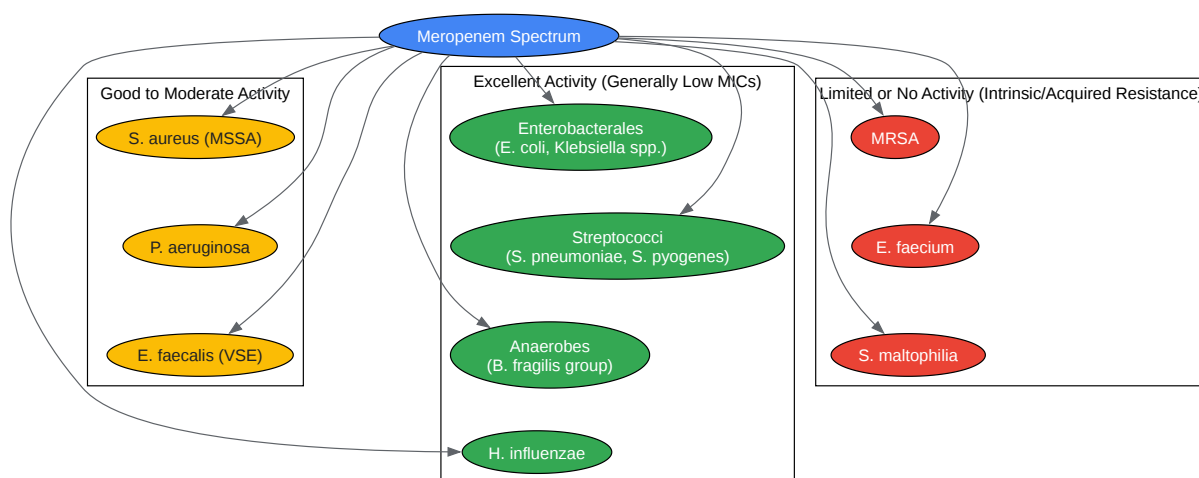 Meropenem Spectrum
Good to Moderate Activity
S. aureus (MSSA)
P. aeruginosa
E. faecalis (VSE)
Excellent Activity (Generally Low MICs)
Enterobacterales
(E. coli, Klebsiella spp.)
Streptococci
(S. pneumoniae, S. pyogenes)
Anaerobes
(B. fragilis group)
H. influenzae
Limited or No Activity (Intrinsic/Acquired Resistance)
MRSA
E. faecium
S. maltophilia